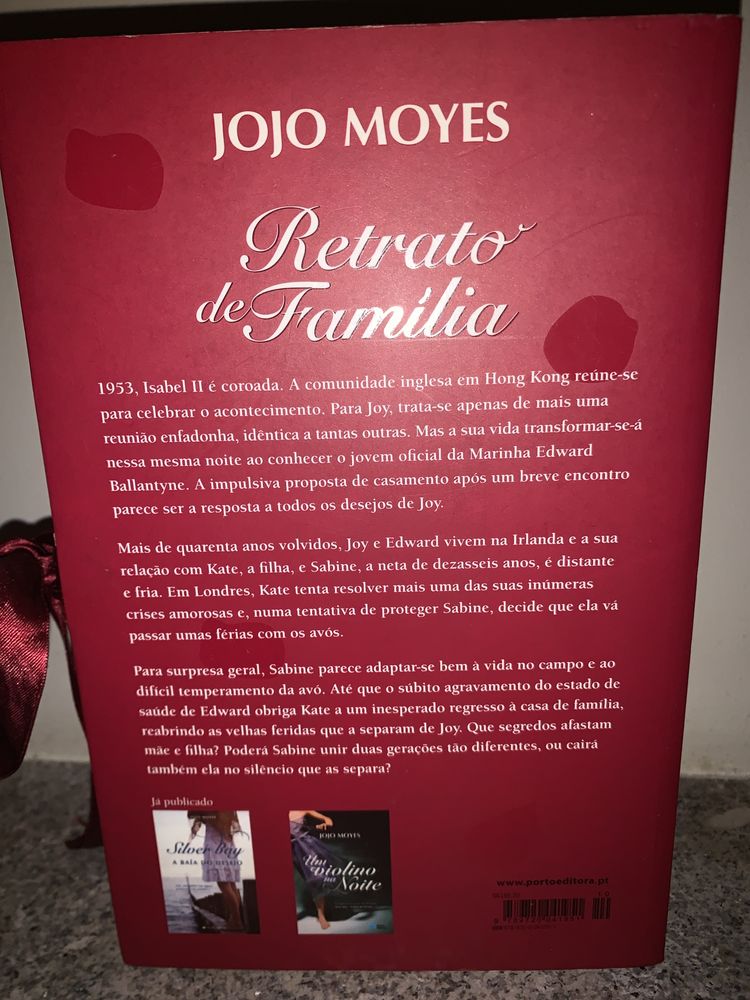 JOJO MOYES
Retrato
de Família
1953, Isabel II é coroada. A comunidade inglesa em Hong Kong reúne-se
para celebrar o acontecimento. Para Joy, trata-se apenas de mais uma
reunião enfadonha, idêntica a tantas outras. Mas a sua vida transformar-se-á
nessa mesma noite ao conhecer o jovem oficial da Marinha Edward
Ballantyne. A impulsiva proposta de casamento após um breve encontro
parece ser a resposta a todos os desejos de Joy.
Mais de quarenta anos volvidos, Joy e Edward vivem na Irlanda e a sua
relação com Kate, a filha, e Sabine, a neta de dezasseis anos, é distante
e fria. Em Londres, Kate tenta resolver mais uma das suas inúmeras
crises amorosas e, numa tentativa de proteger Sabine, decide que ela vá
passar umas férias com os avós.
Para surpresa geral, Sabine parece adaptar-se bem à vida no campo e ao
difícil temperamento da avó. Até que o súbito agravamento do estado de
saúde de Edward obriga Kate a um inesperado regresso à casa de família,
reabrindo as velhas feridas que a separam de Joy. Que segredos afastam
mãe e filha? Poderá Sabine unir duas gerações tão diferentes, ou cairá
também ela no silêncio que as separa?
Já publicado
Silver Bay
A BAÍA DO DESEJO
JOJO MOYES
Um
violino
na
Noite
www.portoeditora.pt
10